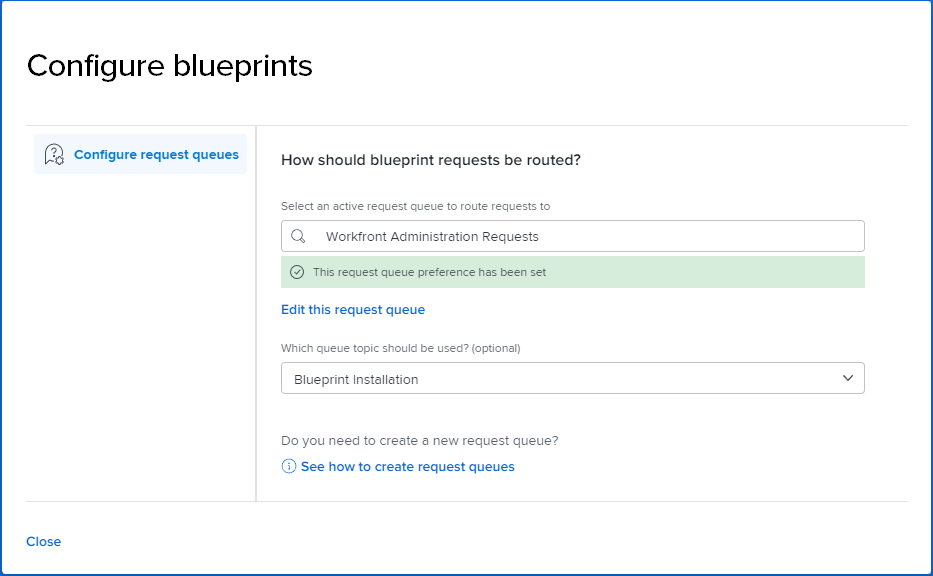 Configure blueprints
Configure request queues
How should blueprint requests be routed?
Select an active request queue to route requests to
Workfront Administration Requests
This request queue preference has been set
Edit this request queue
Which queue topic should be used? (optional)
Blueprint Installation
Do you need to create a new request queue?
See how to create request queues
Close